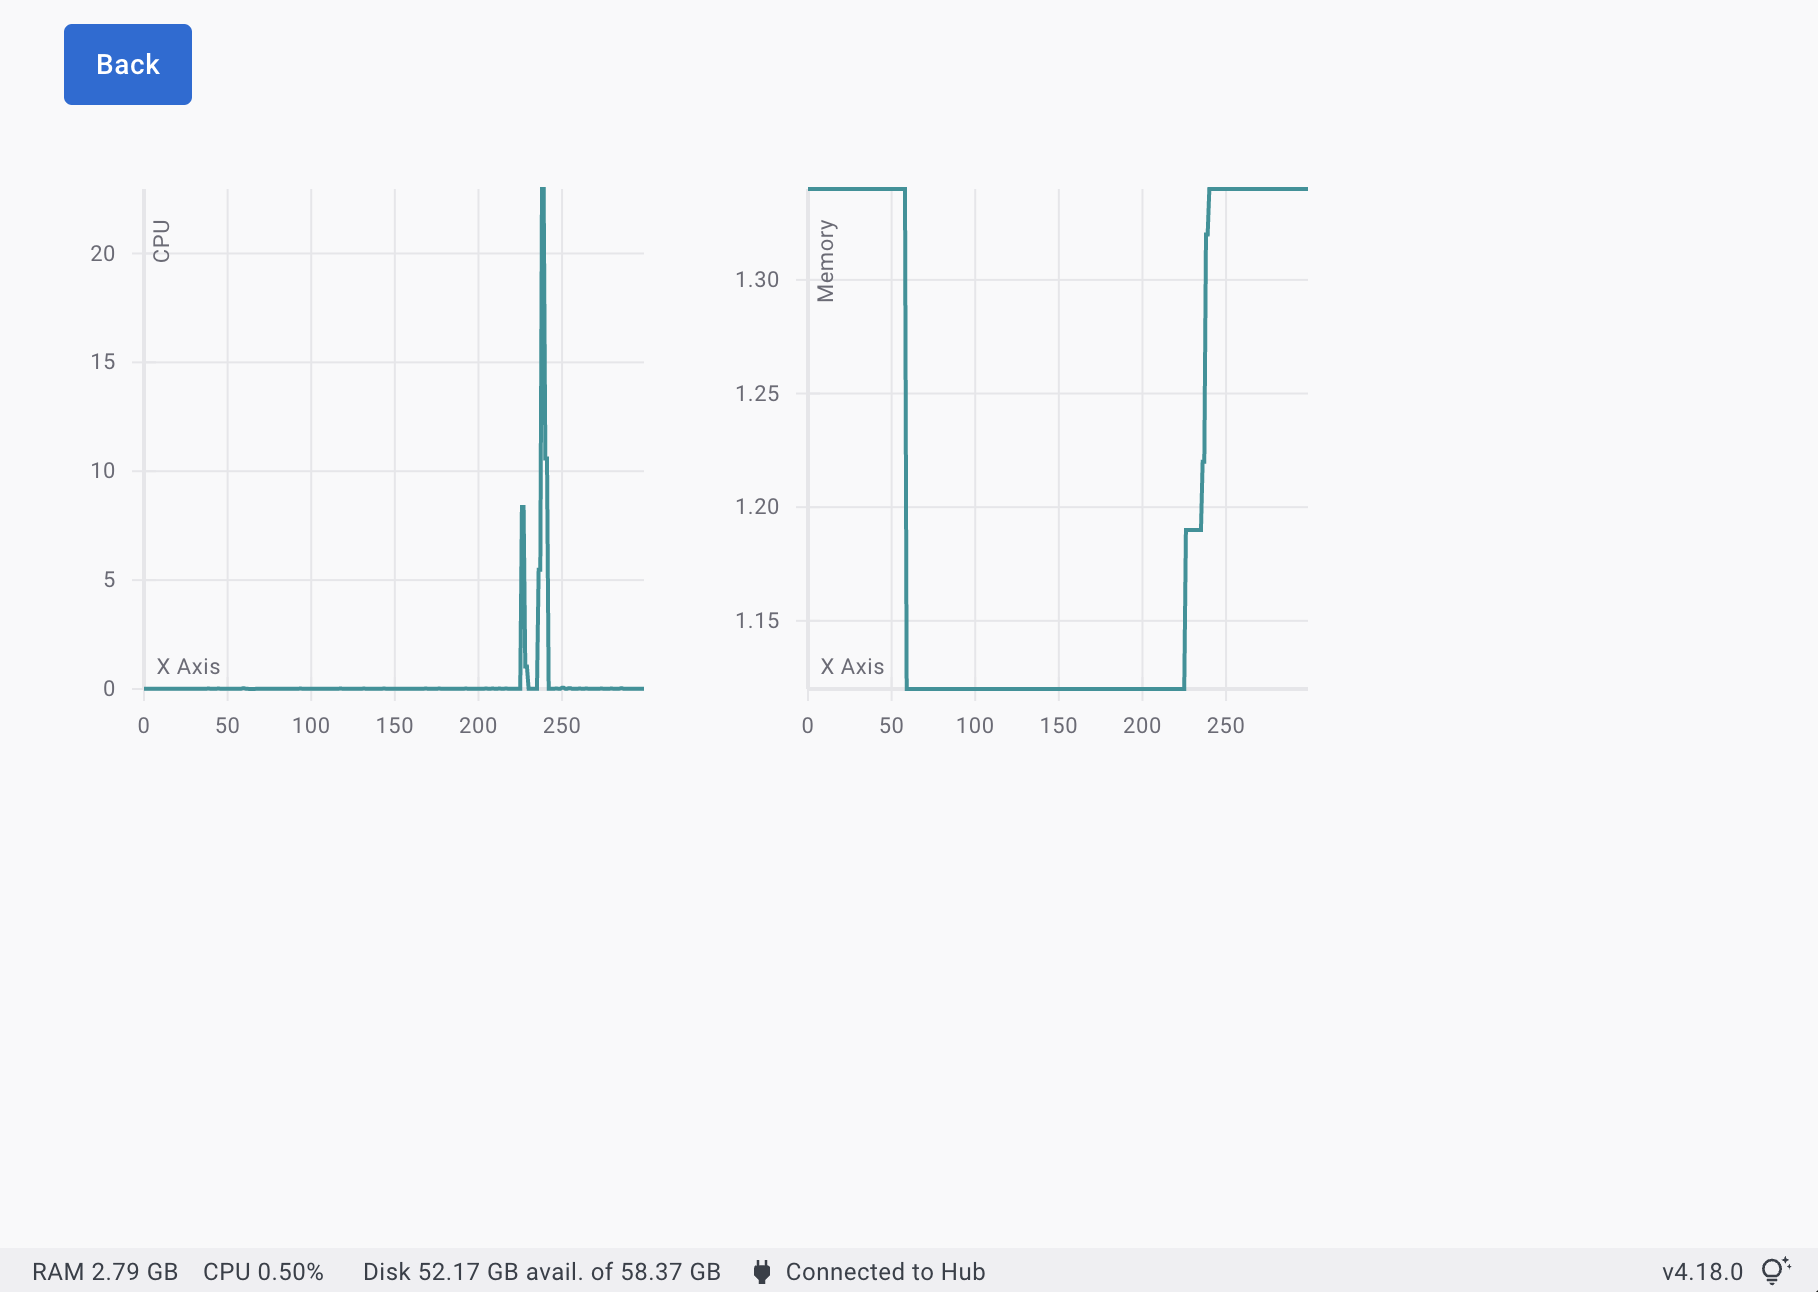 Back
CPU
20
15
10
5
0
X Axis
0 50 100 150 200 250
Memory
1.30
1.25
1.20
1.15
X Axis
0 50 100 150 200 250
RAM 2.79 GB CPU 0.50% Disk 52.17 GB avail. of 58.37 GB Connected to Hub v4.18.0